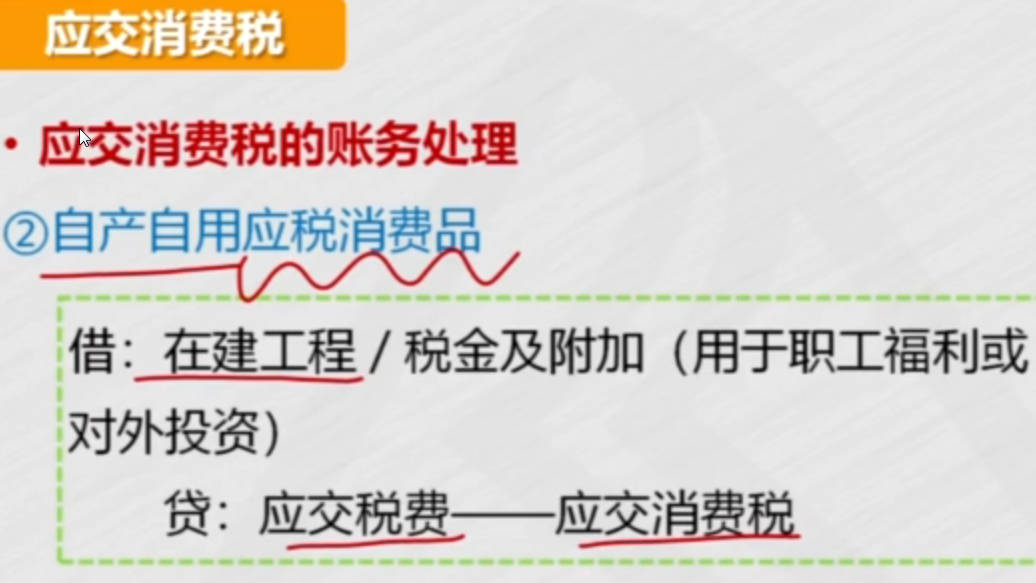 应交消费税
• 应交消费税的账务处理
②自产自用应税消费品
借：在建工程 / 税金及附加（用于职工福利或
对外投资）
贷：应交税费——应交消费税